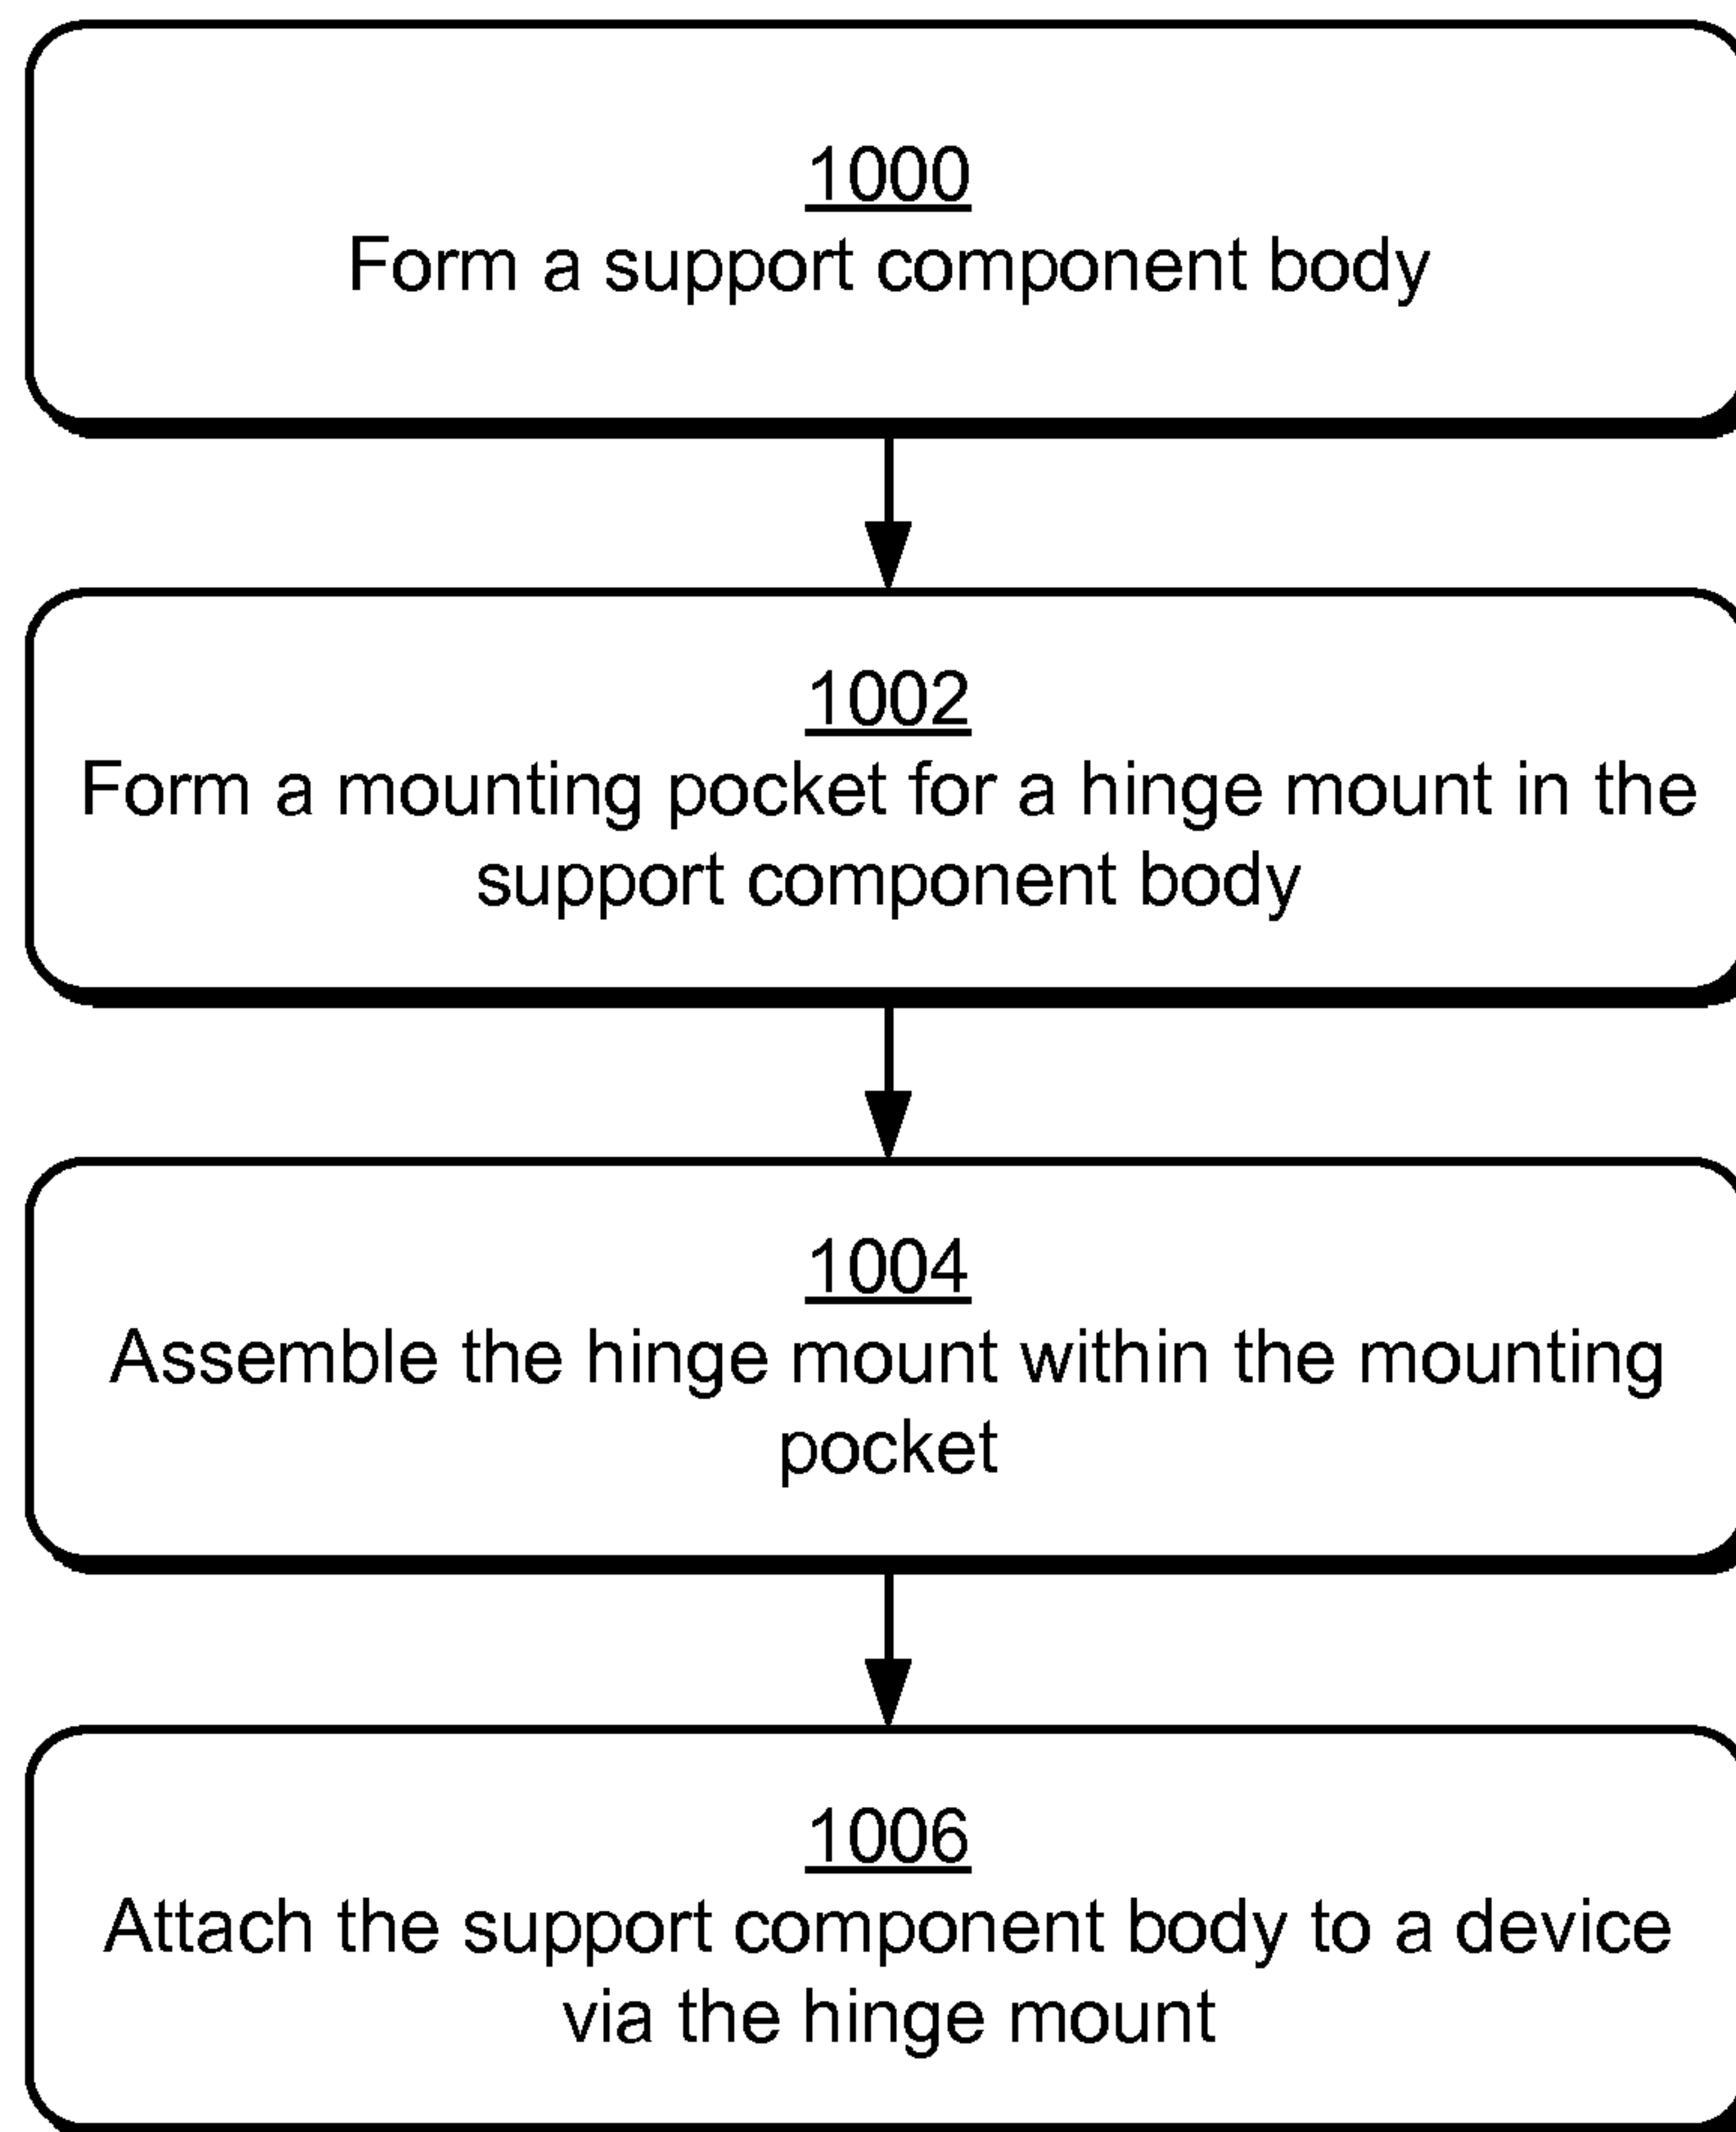 1000
Form a support component body
1002
Form a mounting pocket for a hinge mount in the
support component body
1004
Assemble the hinge mount within the mounting
pocket
1006
Attach the support component body to a device
via the hinge mount